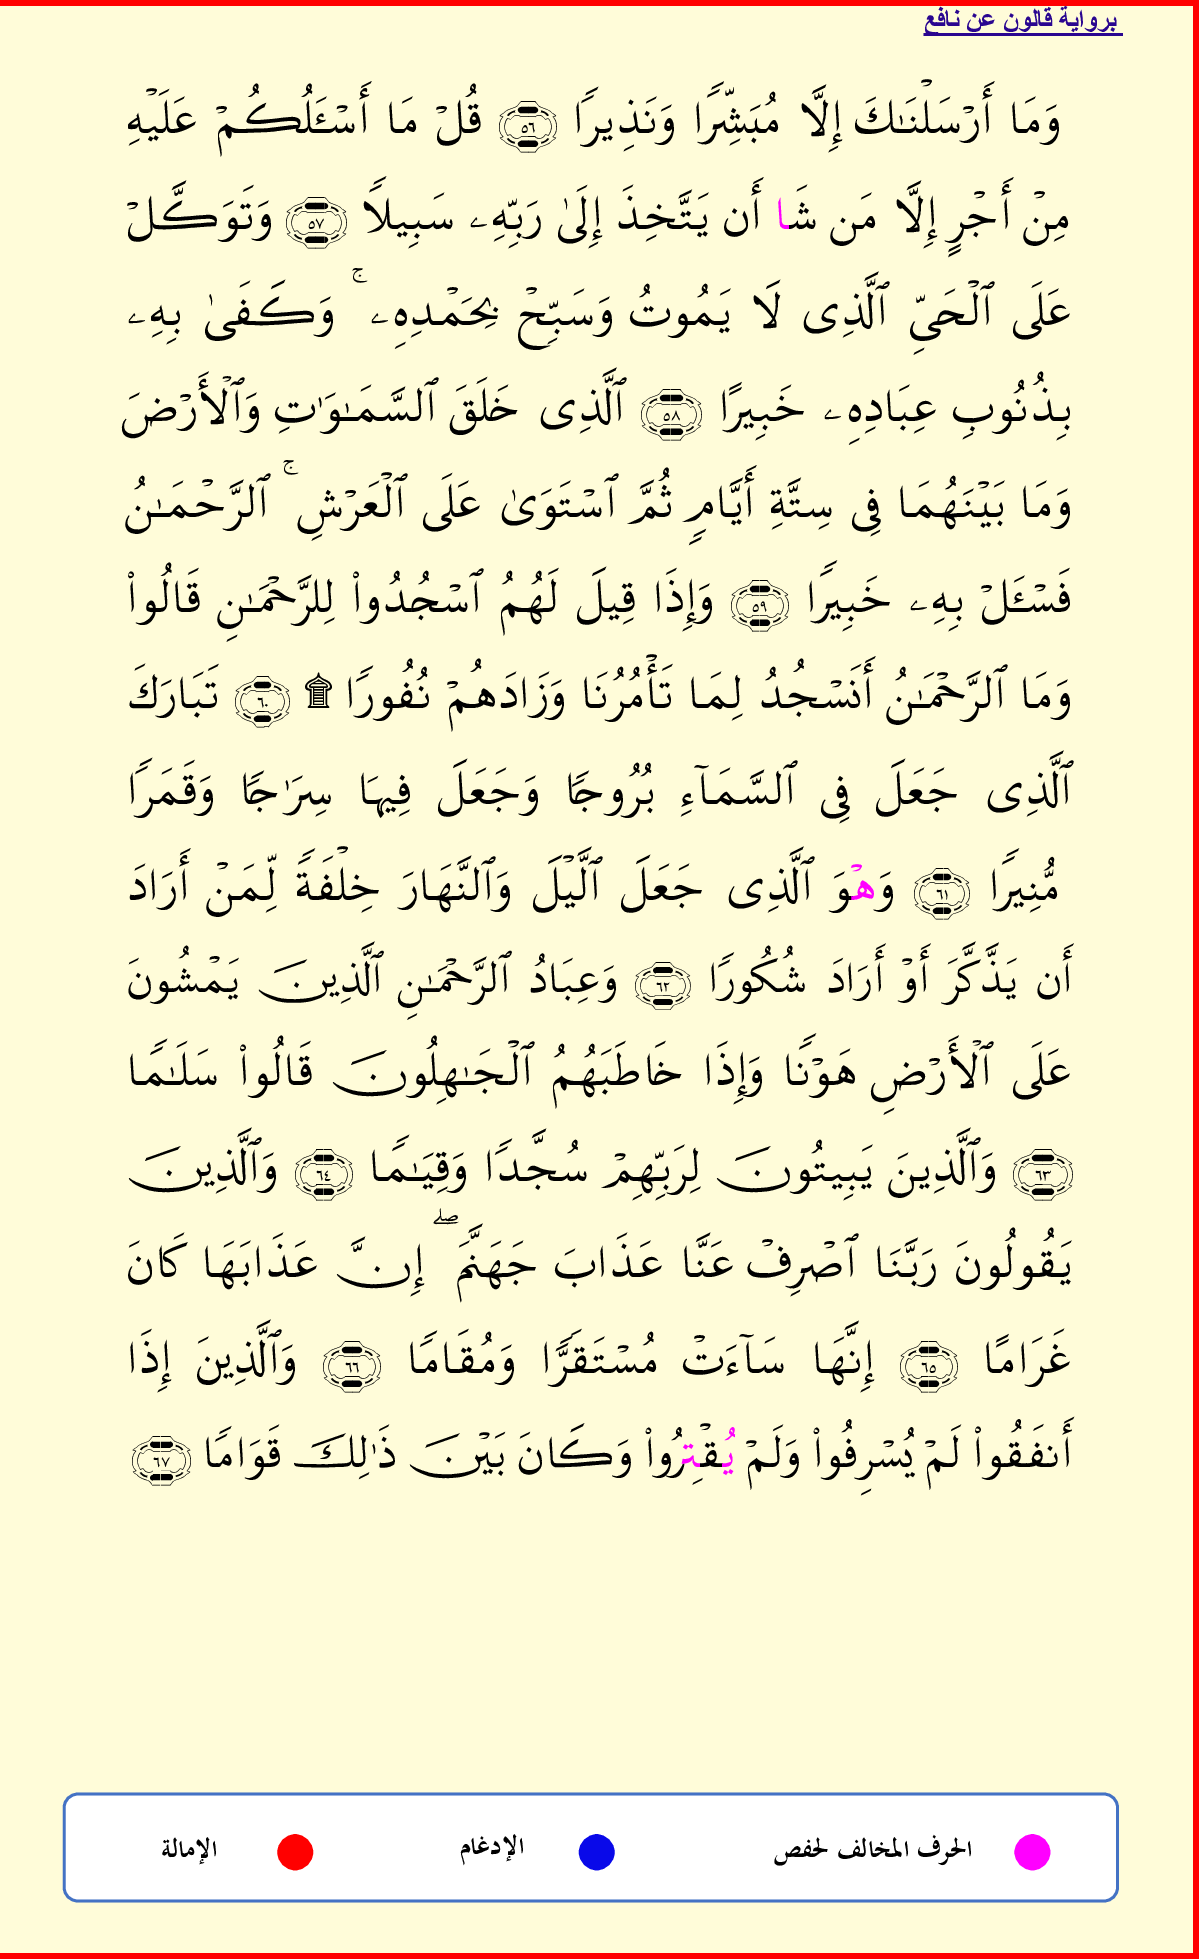 برواية قالون عن نافع
وَمَا أَرْسَلْنَٰكَ إِلَّا مُبَشِّرًا وَنَذِيرًا ٥٦ قُلْ مَا أَسْـَٔلُكُمْ عَلَيْهِ
مِنْ أَجْرٍ إِلَّا مَن شَا أَن يَتَّخِذَ إِلَىٰ رَبِّهِۦ سَبِيلًا ٥٧ وَتَوَكَّلْ
عَلَى ٱلْحَيِّ ٱلَّذِى لَا يَمُوتُ وَسَبِّحْ بِحَمْدِهِۦ ۚ وَكَفَىٰ بِهِۦ
بِذُنُوبِ عِبَادِهِۦ خَبِيرًا ٥٨ ٱلَّذِى خَلَقَ ٱلسَّمَٰوَٰتِ وَٱلْأَرْضَ
وَمَا بَيْنَهُمَا فِى سِتَّةِ أَيَّامٍ ثُمَّ ٱسْتَوَىٰ عَلَى ٱلْعَرْشِ ۚ ٱلرَّحْمَٰنُ
فَسْـَٔلْ بِهِۦ خَبِيرًا ٥٩ وَإِذَا قِيلَ لَهُمُ ٱسْجُدُوا۟ لِلرَّحْمَٰنِ قَالُوا۟
وَمَا ٱلرَّحْمَٰنُ أَنَسْجُدُ لِمَا تَأْمُرُنَا وَزَادَهُمْ نُفُورًا ۩ ٦٠ تَبَارَكَ
ٱلَّذِى جَعَلَ فِى ٱلسَّمَآءِ بُرُوجًا وَجَعَلَ فِيهَا سِرَٰجًا وَقَمَرًا
مُّنِيرًا ٦١ وَهْوَ ٱلَّذِى جَعَلَ ٱلَّيْلَ وَٱلنَّهَارَ خِلْفَةً لِّمَنْ أَرَادَ
أَن يَذَّكَّرَ أَوْ أَرَادَ شُكُورًا ٦٢ وَعِبَادُ ٱلرَّحْمَٰنِ ٱلَّذِينَ يَمْشُونَ
عَلَى ٱلْأَرْضِ هَوْنًا وَإِذَا خَاطَبَهُمُ ٱلْجَٰهِلُونَ قَالُوا۟ سَلَٰمًا
٦٣ وَٱلَّذِينَ يَبِيتُونَ لِرَبِّهِمْ سُجَّدًا وَقِيَٰمًا ٦٤ وَٱلَّذِينَ
يَقُولُونَ رَبَّنَا ٱصْرِفْ عَنَّا عَذَابَ جَهَنَّمَ ۖ إِنَّ عَذَابَهَا كَانَ
غَرَامًا ٦٥ إِنَّهَا سَآءَتْ مُسْتَقَرًّا وَمُقَامًا ٦٦ وَٱلَّذِينَ إِذَا
أَنفَقُوا۟ لَمْ يُسْرِفُوا۟ وَلَمْ يُقْتِرُوا۟ وَكَانَ بَيْنَ ذَٰلِكَ قَوَامًا ٦٧
الحرف المخالف لحفص الإدغام الإمالة